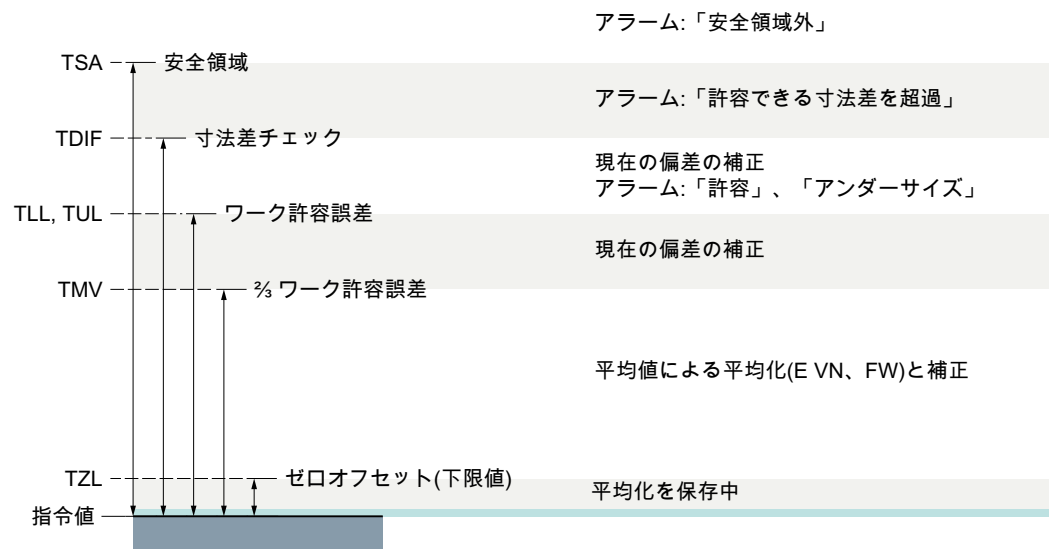 アラーム:「安全領域外」
TSA 安全領域
アラーム:「許容できる寸法差を超過」
TDIF 寸法差チェック
現在の偏差の補正
アラーム:「許容」、「アンダーサイズ」
TLL, TUL ワーク許容誤差
現在の偏差の補正
TMV ⅔ ワーク許容誤差
平均値による平均化(E VN、FW)と補正
TZL ゼロオフセット(下限値)
平均化を保存中
指令値